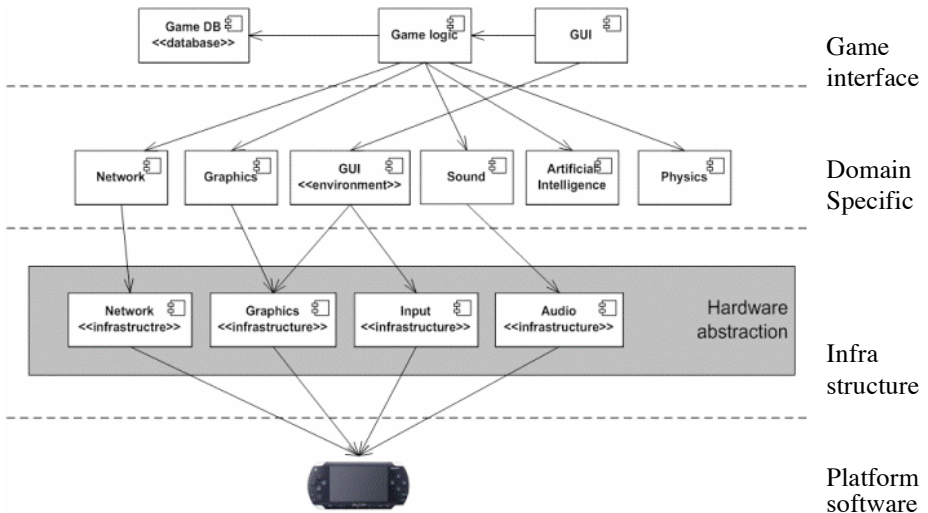 Game DB
<<database>>
Game logic
GUI
Game
interface
Network
Graphics
GUI
<<environment>>
Sound
Artificial
Intelligence
Physics
Domain
Specific
Network
<<infrastructre>>
Graphics
<<infrastructure>>
Input
<<infrastructure>>
Audio
<<infrastructure>>
Hardware
abstraction
Infra
structure
Platform
software